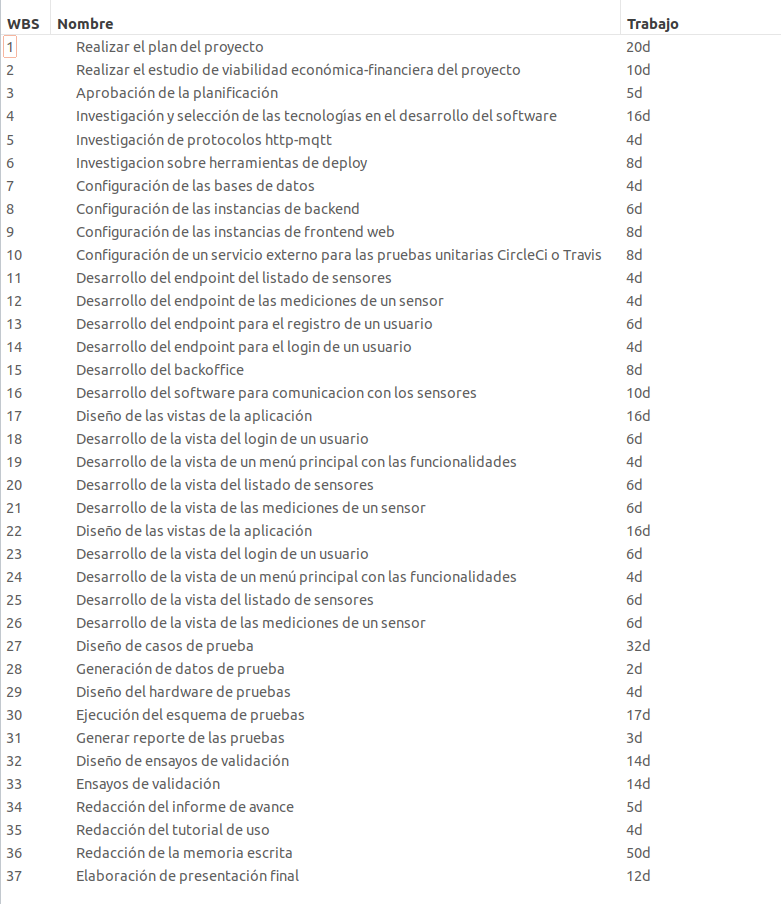 WBS Nombre Trabajo
1 Realizar el plan del proyecto 20d
2 Realizar el estudio de viabilidad económica-financiera del proyecto 10d
3 Aprobación de la planificación 5d
4 Investigación y selección de las tecnologías en el desarrollo del software 16d
5 Investigación de protocolos http-mqtt 4d
6 Investigacion sobre herramientas de deploy 8d
7 Configuración de las bases de datos 4d
8 Configuración de las instancias de backend 6d
9 Configuración de las instancias de frontend web 8d
10 Configuración de un servicio externo para las pruebas unitarias CircleCi o Travis 8d
11 Desarrollo del endpoint del listado de sensores 4d
12 Desarrollo del endpoint de las mediciones de un sensor 4d
13 Desarrollo del endpoint para el registro de un usuario 6d
14 Desarrollo del endpoint para el login de un usuario 4d
15 Desarrollo del backoffice 8d
16 Desarrollo del software para comunicacion con los sensores 10d
17 Diseño de las vistas de la aplicación 16d
18 Desarrollo de la vista del login de un usuario 6d
19 Desarrollo de la vista de un menú principal con las funcionalidades 4d
20 Desarrollo de la vista del listado de sensores 6d
21 Desarrollo de la vista de las mediciones de un sensor 6d
22 Diseño de las vistas de la aplicación 16d
23 Desarrollo de la vista del login de un usuario 6d
24 Desarrollo de la vista de un menú principal con las funcionalidades 4d
25 Desarrollo de la vista del listado de sensores 6d
26 Desarrollo de la vista de las mediciones de un sensor 6d
27 Diseño de casos de prueba 32d
28 Generación de datos de prueba 2d
29 Diseño del hardware de pruebas 4d
30 Ejecución del esquema de pruebas 17d
31 Generar reporte de las pruebas 3d
32 Diseño de ensayos de validación 14d
33 Ensayos de validación 14d
34 Redacción del informe de avance 5d
35 Redacción del tutorial de uso 4d
36 Redacción de la memoria escrita 50d
37 Elaboración de presentación final 12d